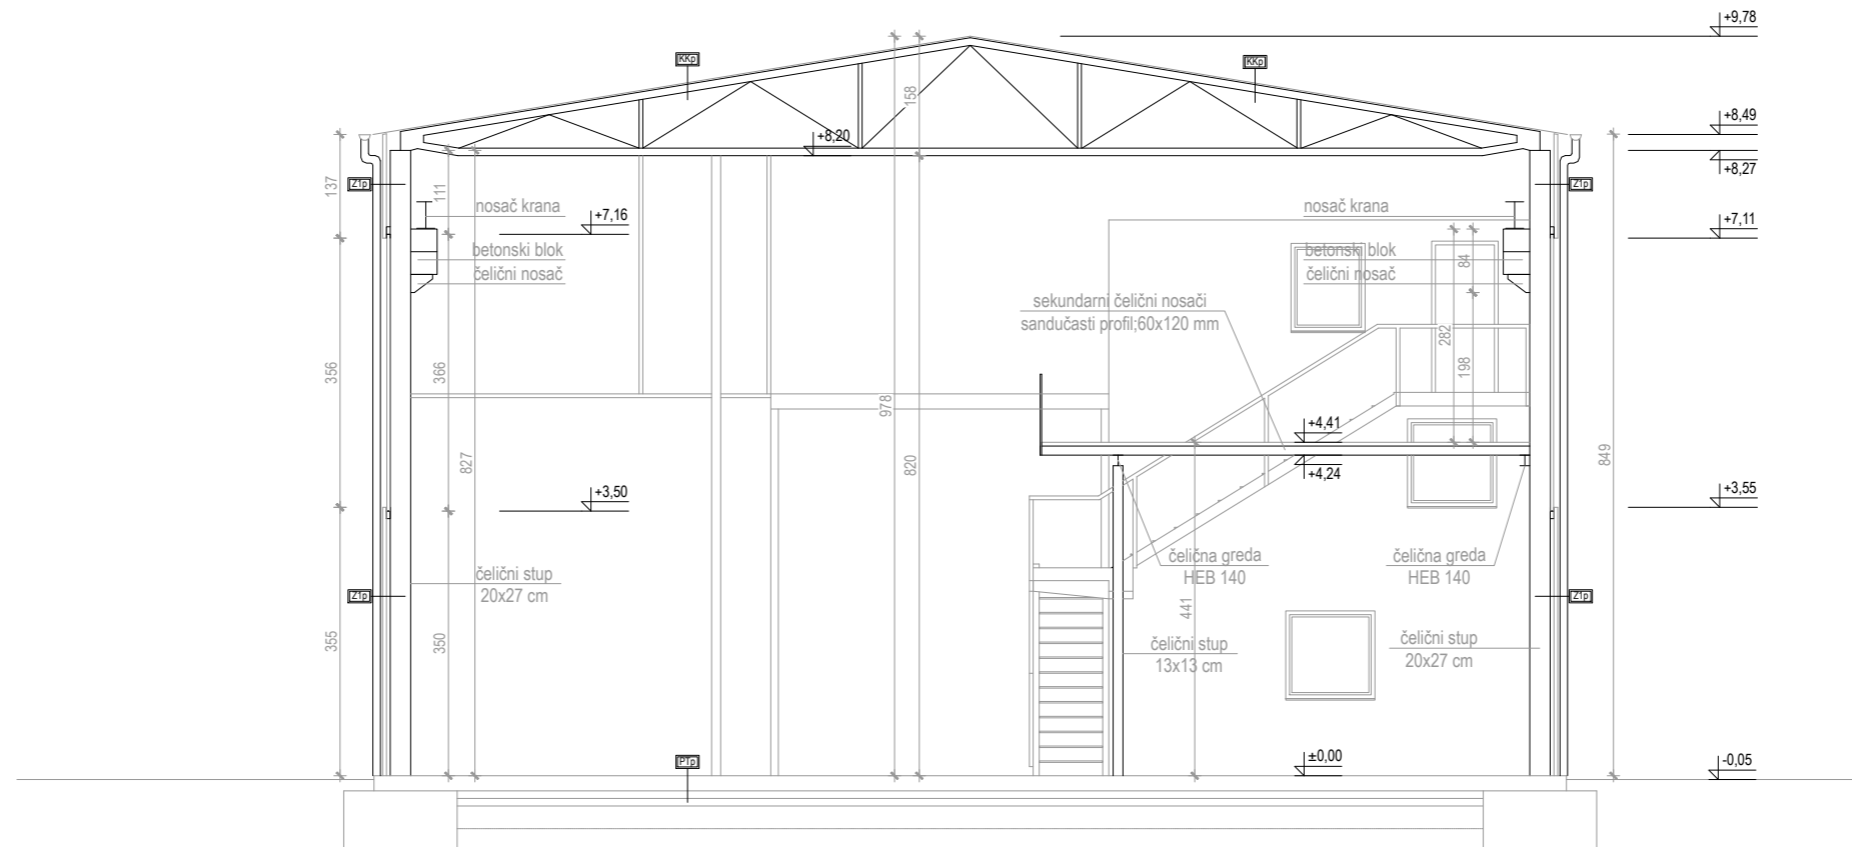 +9,78
KKp
KKp
158
+8,49
+8,20
+8,27
137
Z1p
111
Z1p
nosač krana
+7,16
nosač krana
+7,11
betonski blok
čelični nosač
betonski blok
čelični nosač
84
sekundarni čelični nosači
sandučasti profil;60x120 mm
282
198
356
366
978
+4,41
827
820
849
+4,24
+3,50
+3,55
čelični stup
20x27 cm
čelična greda
HEB 140
čelična greda
HEB 140
Z1p
Z1p
441
355
350
čelični stup
13x13 cm
čelični stup
20x27 cm
P1p
±0,00
-0,05